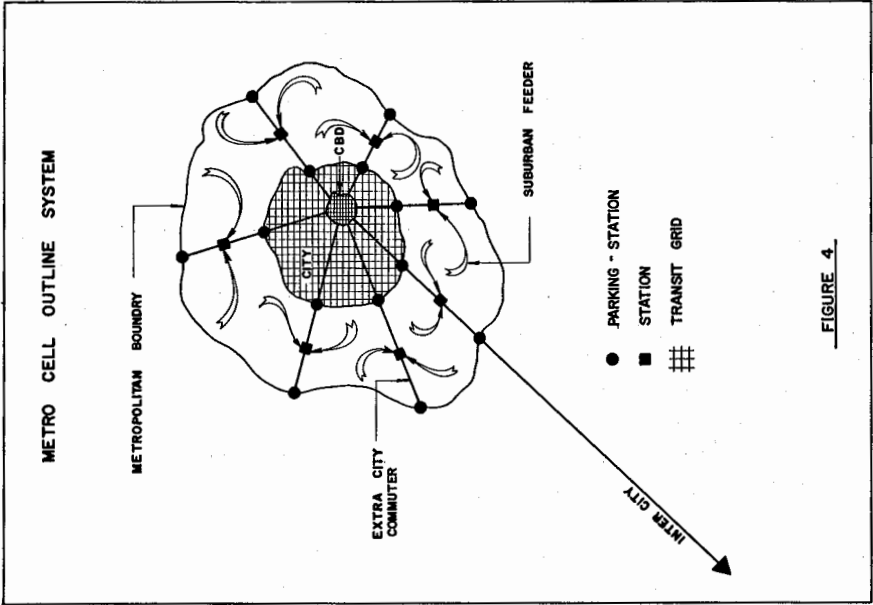 METRO CELL OUTLINE SYSTEM
METROPOLITAN BOUNDRY
CITY
CBD
EXTRA CITY
COMMUTER
SUBURBAN FEEDER
INTER CITY
PARKING - STATION
STATION
TRANSIT GRID
FIGURE 4